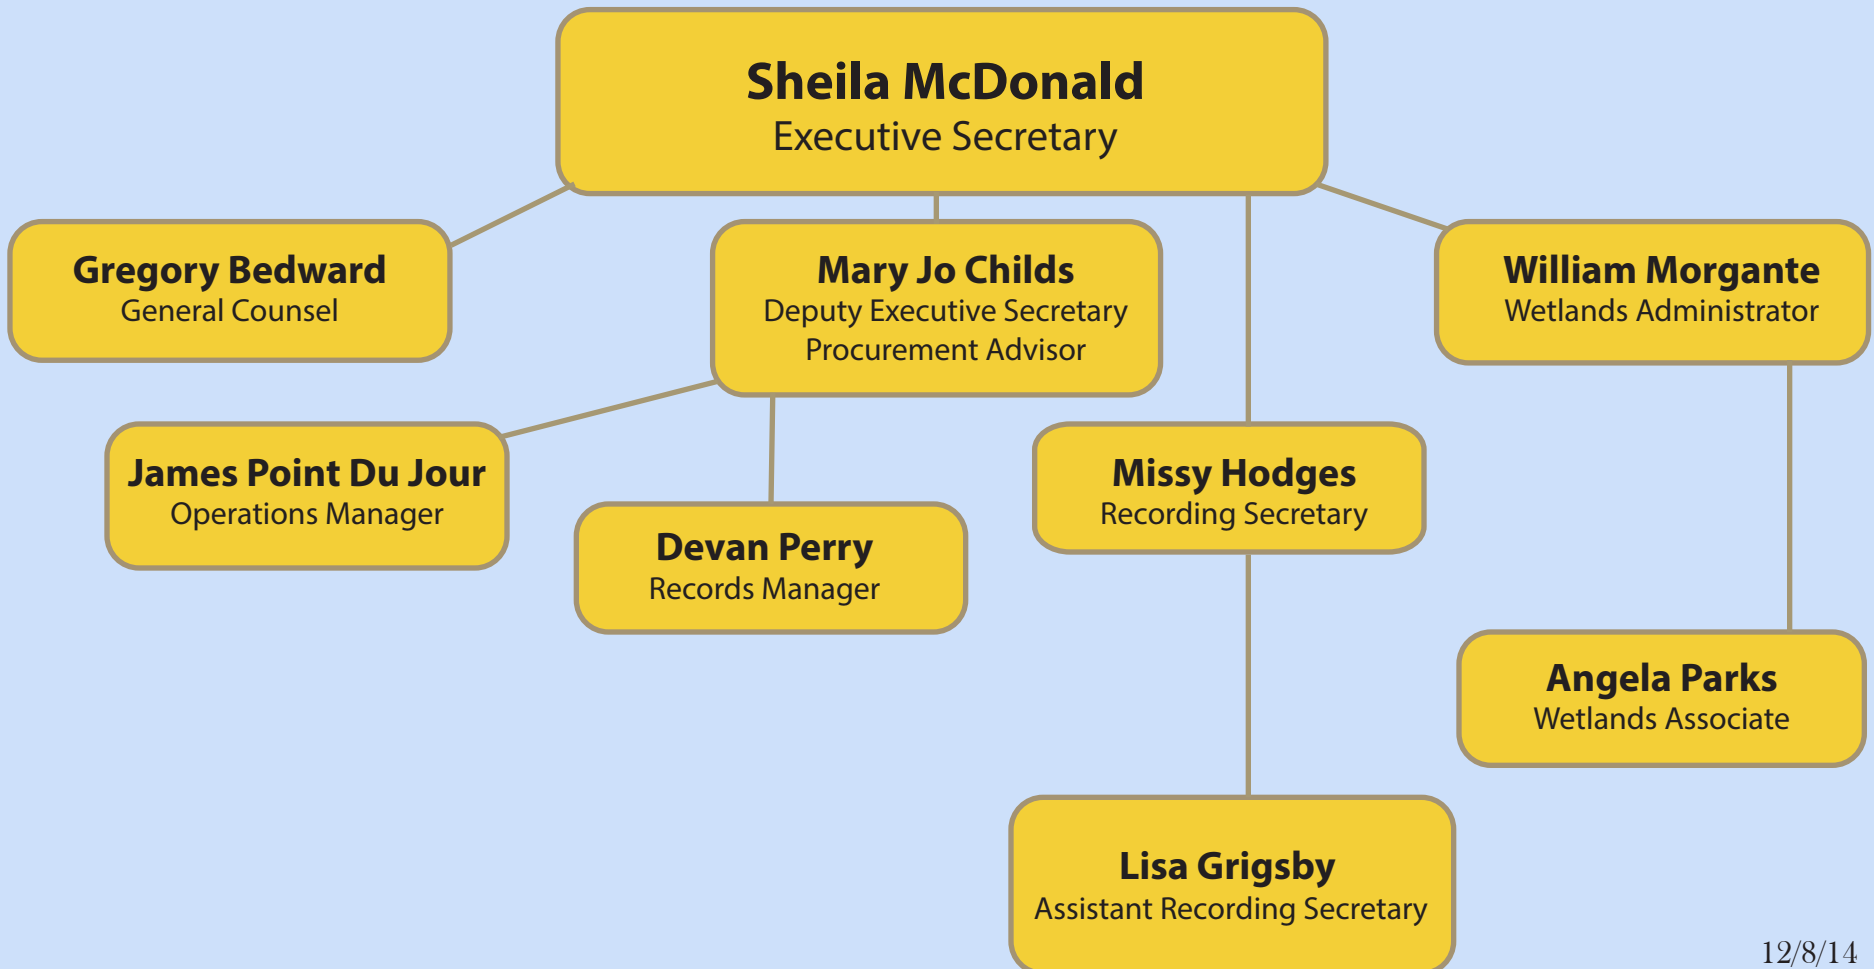 Sheila McDonald
Executive Secretary
Gregory Bedward
General Counsel
Mary Jo Childs
Deputy Executive Secretary
Procurement Advisor
William Morgante
Wetlands Administrator
James Point Du Jour
Operations Manager
Devan Perry
Records Manager
Missy Hodges
Recording Secretary
Angela Parks
Wetlands Associate
Lisa Grigsby
Assistant Recording Secretary
12/8/14